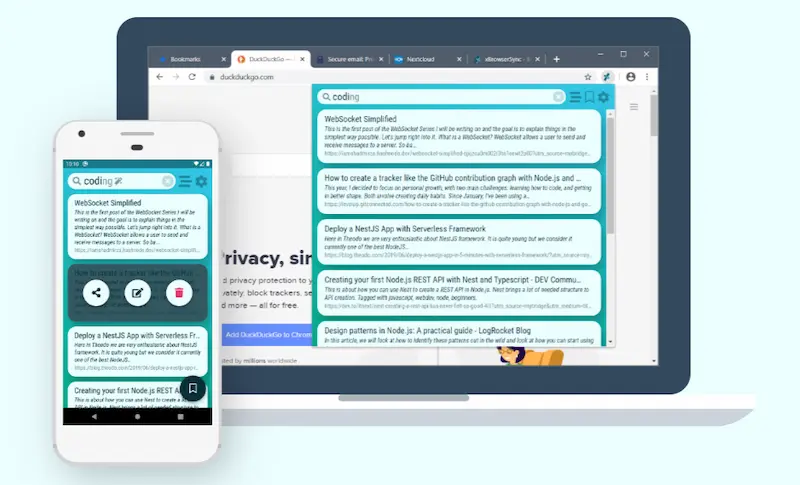 Bookmarks
DuckDuckGo —
Secure email: Pr
Nextcloud
xBrowserSync -
duckduckgo.com
coding
WebSocket Simplified
This is the first post of the WebSocket Series I will be writing on and the goal is to explain things in the
simplest way possible. Let's jump right into it. What is a WebSocket? WebSocket allows a user to send and
receive messages to a server. So ba...
How to create a tracker like the GitHub contribution graph with Node.js and ...
This year, I decided to focus on personal growth, with two main challenges: learning how to code, and getting
in better shape. Both involve creating daily habits. Since January, I've been using a...
Deploy a NestJS App with Serverless Framework
Here in Theodo we are very enthusiastic about NestJS framework. It is quite young but we consider it
currently one of the best NodeJS...
Creating your first Node.js REST API with Nest and Typescript - DEV Commu...
This is about how you can use Nest to create a REST API in Node.js. Nest brings a lot of needed structure to
API creation. Tagged with javascript, webdev, node, beginners.
Design patterns in Node.js: A practical guide - LogRocket Blog
In this article, we will look at how to identify these patterns out in the wild and look at how you can start using
rivacy, sim
d privacy protection to y
vately, block trackers, se
d more — all for free.
Add DuckDuckGo to Chrom
ted by millions worldwide
10:10
coding
WebSocket Simplified
This is the first post of the WebSocket Series I will be
writing on and the goal is to explain things in the
simplest way possible. Let's jump right into it. What is a
WebSocket? WebSocket allows a user to send and
receive messages to a server. So ba...
How to create a tracker like the GitHub
Deploy a NestJS App with Serverless Fr...
Here in Theodo we are very enthusiastic about NestJS
framework. It is quite young but we consider it currently
one of the best NodeJS...
Creating your first Node.js REST A
This is about how you can use Nest to create a REST